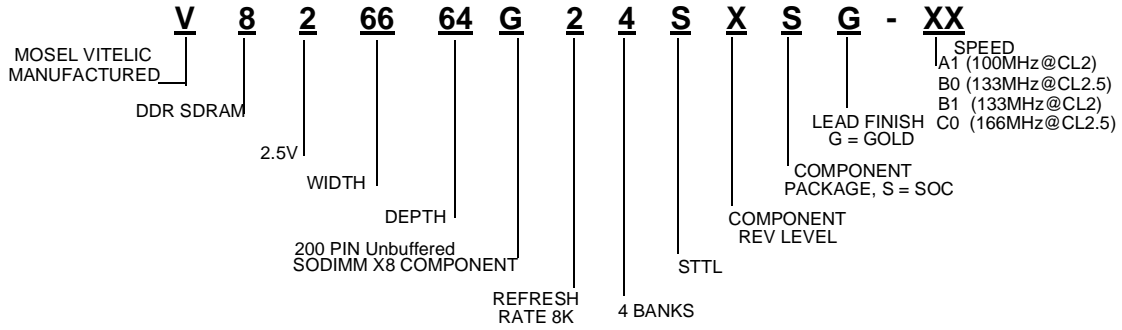 V 8 2 66 64 G 2 4 S X S G - XX
MOSEL VITELIC
MANUFACTURED
DDR SDRAM
2.5V
WIDTH
DEPTH
200 PIN Unbuffered
SODIMM X8 COMPONENT
REFRESH
RATE 8K
4 BANKS
STTL
COMPONENT
REV LEVEL
COMPONENT
PACKAGE, S = SOC
LEAD FINISH
G = GOLD
SPEED
A1 (100MHz@CL2)
B0 (133MHz@CL2.5)
B1 (133MHz@CL2)
C0 (166MHz@CL2.5)